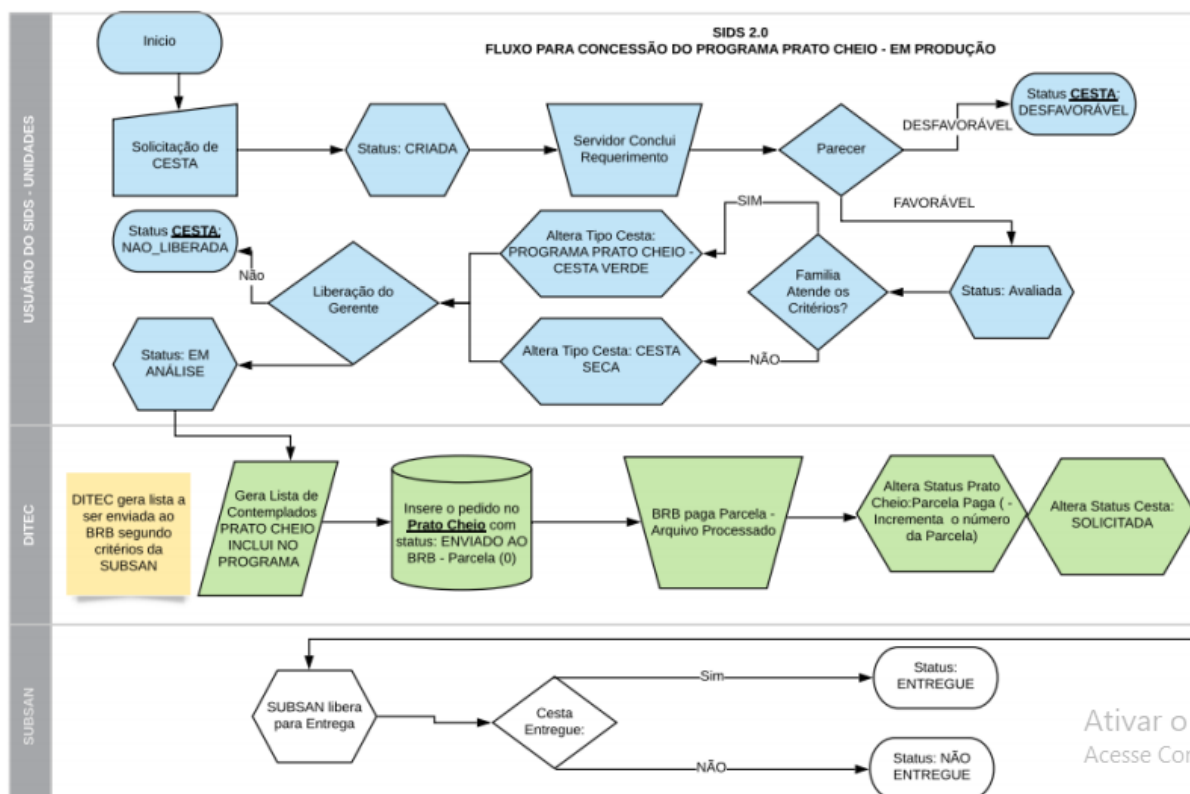 SIDS 2.0
FLUXO PARA CONCESSÃO DO PROGRAMA PRATO CHEIO - EM PRODUÇÃO
USUÁRIO DO SIDS - UNIDADES
Inicio
Solicitação de
CESTA
Status: CRIADA
Servidor Conclui
Requerimento
Parecer
DESFAVORÁVEL
Status CESTA:
DESFAVORÁVEL
FAVORÁVEL
Status: Avaliada
Familia
Atende os
Critérios?
SIM
NÃO
Altera Tipo Cesta:
PROGRAMA PRATO CHEIO -
CESTA VERDE
Altera Tipo Cesta: CESTA
SECA
Liberação do
Gerente
Não
Status CESTA:
NAO_LIBERADA
Status: EM
ANÁLISE
DITEC
DITEC gera lista a
ser enviada ao
BRB segundo
critérios da
SUBSAN
Gera Lista de
Contemplados
PRATO CHEIO
INCLUI NO
PROGRAMA
Insere o pedido no
Prato Cheio com
status: ENVIADO AO
BRB - Parcela (0)
BRB paga Parcela -
Arquivo Processado
Altera Status Prato
Cheio:Parcela Paga ( -
Incrementa o número
da Parcela)
Altera Status Cesta:
SOLICITADA
SUBSAN
SUBSAN libera
para Entrega
Cesta
Entregue:
Sim
Status:
ENTREGUE
NÃO
Status: NÃO
ENTREGUE
Ativar o
Acesse Con